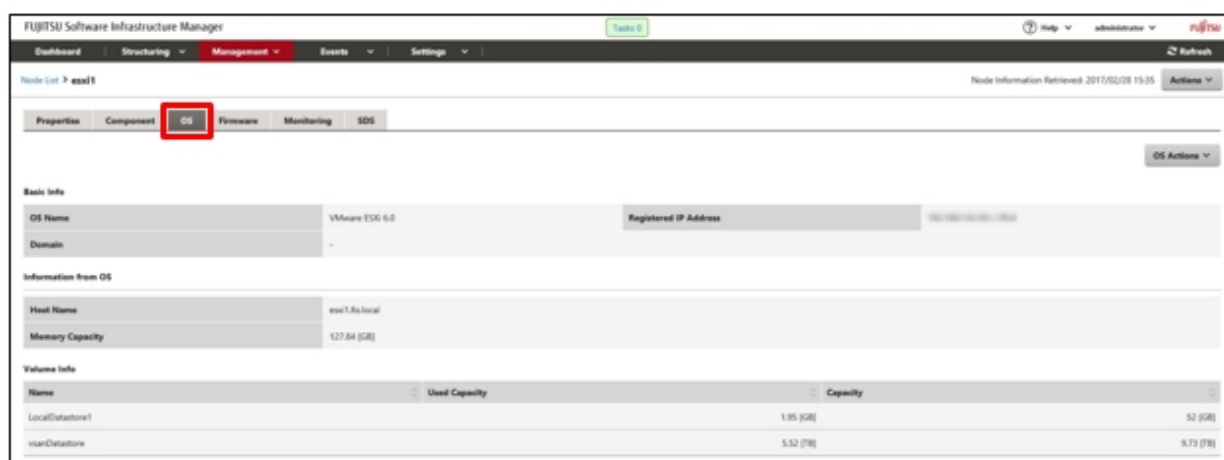 FUJITSU Software Infrastructure Manager Tasks 0 Help administrator FUJITSU
Dashboard Structuring Management Events Settings Refresh
Node List > esxi1 Node Information Retrieved: 2017/02/28 15:35 Actions
Properties Component OS Firmware Monitoring SDS
OS Actions
Basic Info
OS Name VMware ESXi 6.0 Registered IP Address
Domain -
Information from OS
Host Name esxi1.fis.local
Memory Capacity 127.84 [GB]
Volume Info
Name Used Capacity Capacity
LocalDatastore1 1.95 [GB] 52 [GB]
vsanDatastore 5.52 [TB] 9.73 [TB]